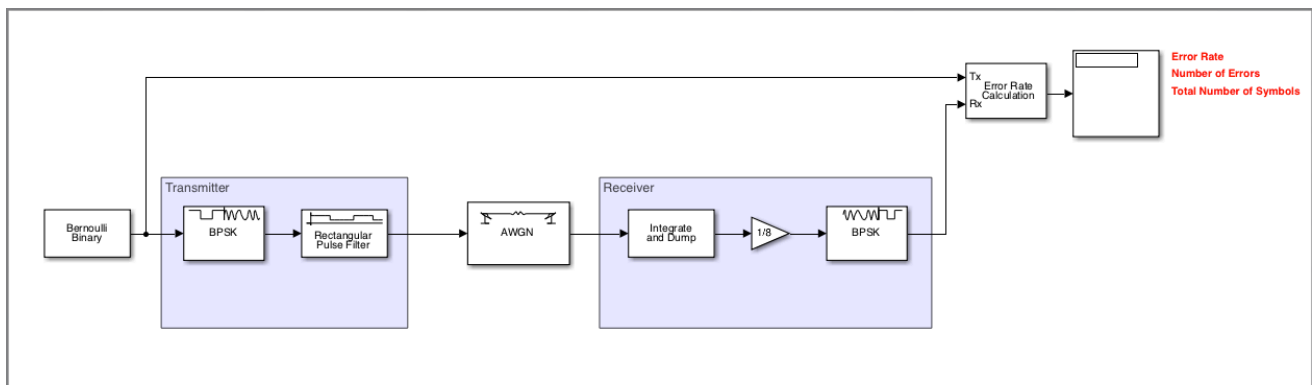 Error Rate
Number of Errors
Total Number of Symbols
Tx
Error Rate
Calculation
Rx
Transmitter
Receiver
Bernoulli
Binary
BPSK
Rectangular
Pulse Filter
AWGN
Integrate
and Dump
1/8
BPSK